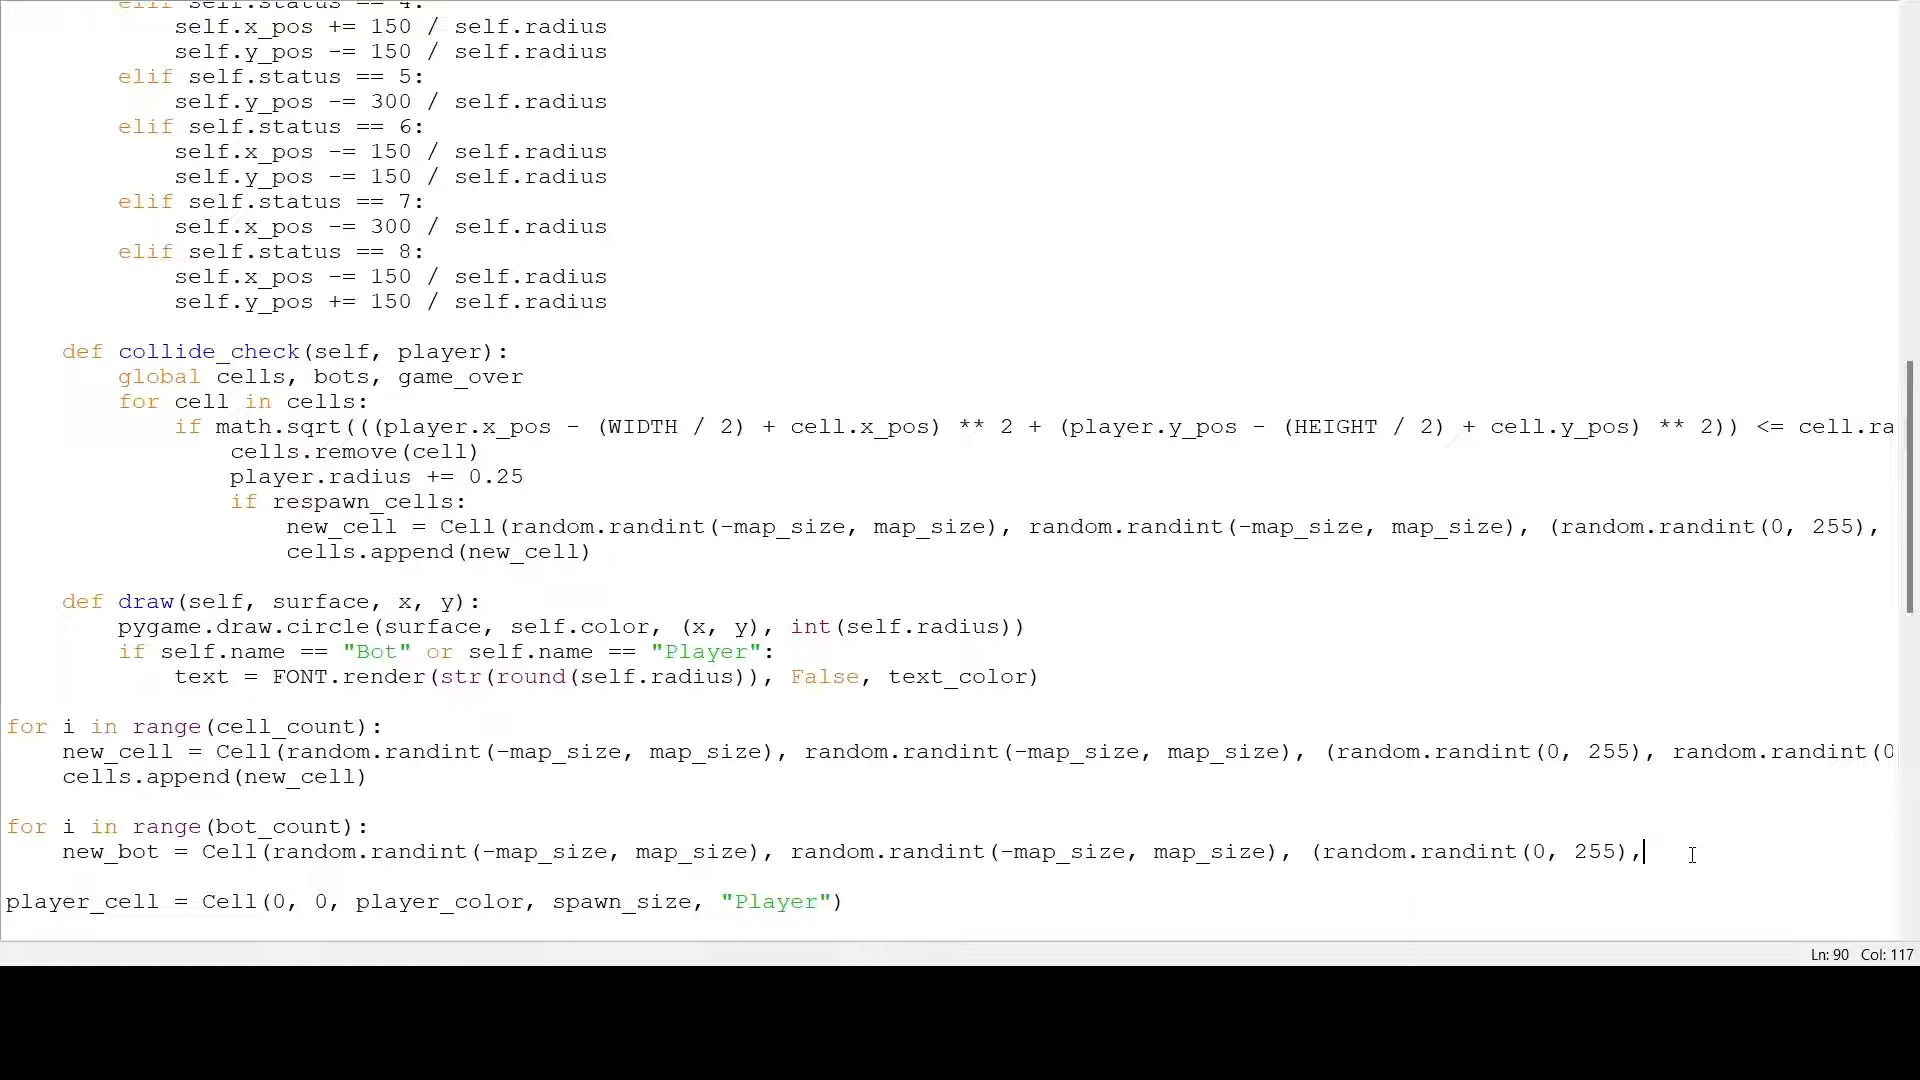 elif self.status == 4:
self.x_pos += 150 / self.radius
self.y_pos -= 150 / self.radius
elif self.status == 5:
self.y_pos -= 300 / self.radius
elif self.status == 6:
self.x_pos -= 150 / self.radius
self.y_pos -= 150 / self.radius
elif self.status == 7:
self.x_pos -= 300 / self.radius
elif self.status == 8:
self.x_pos -= 150 / self.radius
self.y_pos += 150 / self.radius
def collide_check(self, player):
global cells, bots, game_over
for cell in cells:
if math.sqrt(((player.x_pos - (WIDTH / 2) + cell.x_pos) ** 2 + (player.y_pos - (HEIGHT / 2) + cell.y_pos) ** 2)) <= cell.ra
cells.remove(cell)
player.radius += 0.25
if respawn_cells:
new_cell = Cell(random.randint(-map_size, map_size), random.randint(-map_size, map_size), (random.randint(0, 255),
cells.append(new_cell)
def draw(self, surface, x, y):
pygame.draw.circle(surface, self.color, (x, y), int(self.radius))
if self.name == "Bot" or self.name == "Player":
text = FONT.render(str(round(self.radius)), False, text_color)
for i in range(cell_count):
new_cell = Cell(random.randint(-map_size, map_size), random.randint(-map_size, map_size), (random.randint(0, 255), random.randint(0
cells.append(new_cell)
for i in range(bot_count):
new_bot = Cell(random.randint(-map_size, map_size), random.randint(-map_size, map_size), (random.randint(0, 255),
player_cell = Cell(0, 0, player_color, spawn_size, "Player")
Ln: 90 Col: 117